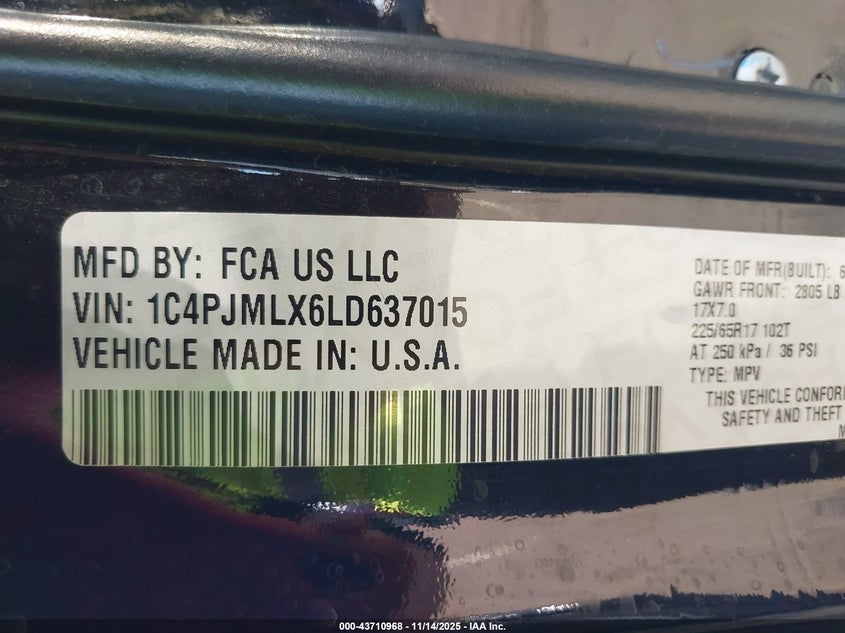 MFD BY: FCA US LLC
VIN: 1C4PJMLX6LD637015
VEHICLE MADE IN: U.S.A.
DATE OF MFR(BUILT): 6
GAWR FRONT: 2805 LB
17X7.0
225/65R17 102T
AT 250 kPa / 36 PSI
TYPE: MPV
THIS VEHICLE CONFOR
SAFETY AND THEFT
M
000-43710968 - 11/14/2025 - IAA Inc.